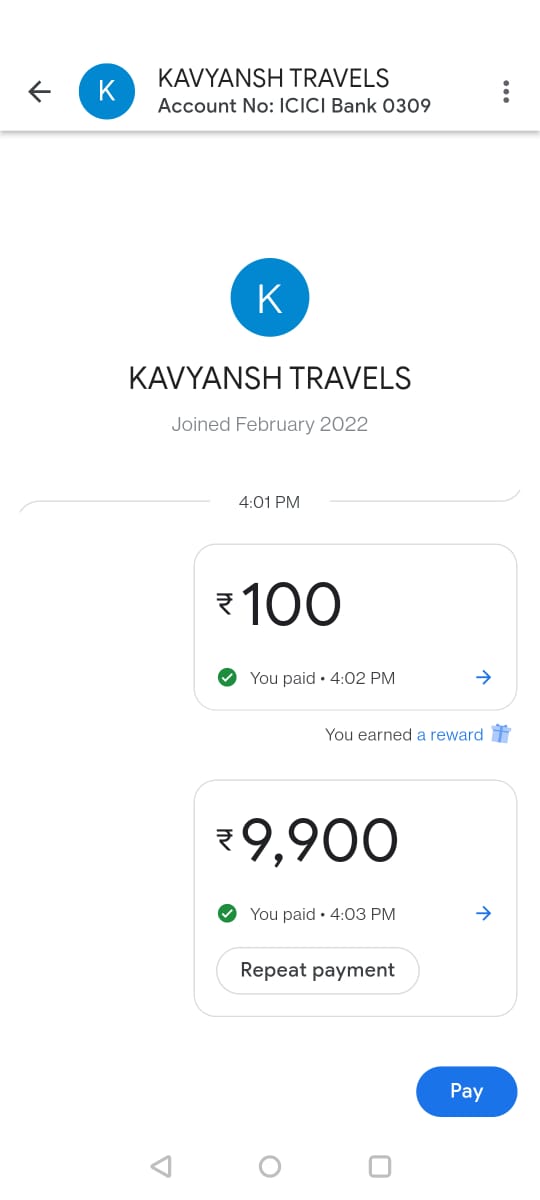 K
KAVYANSH TRAVELS
Account No: ICICI Bank 0309
K
KAVYANSH TRAVELS
Joined February 2022
4:01 PM
₹100
You paid • 4:02 PM
You earned a reward
₹9,900
You paid • 4:03 PM
Repeat payment
Pay